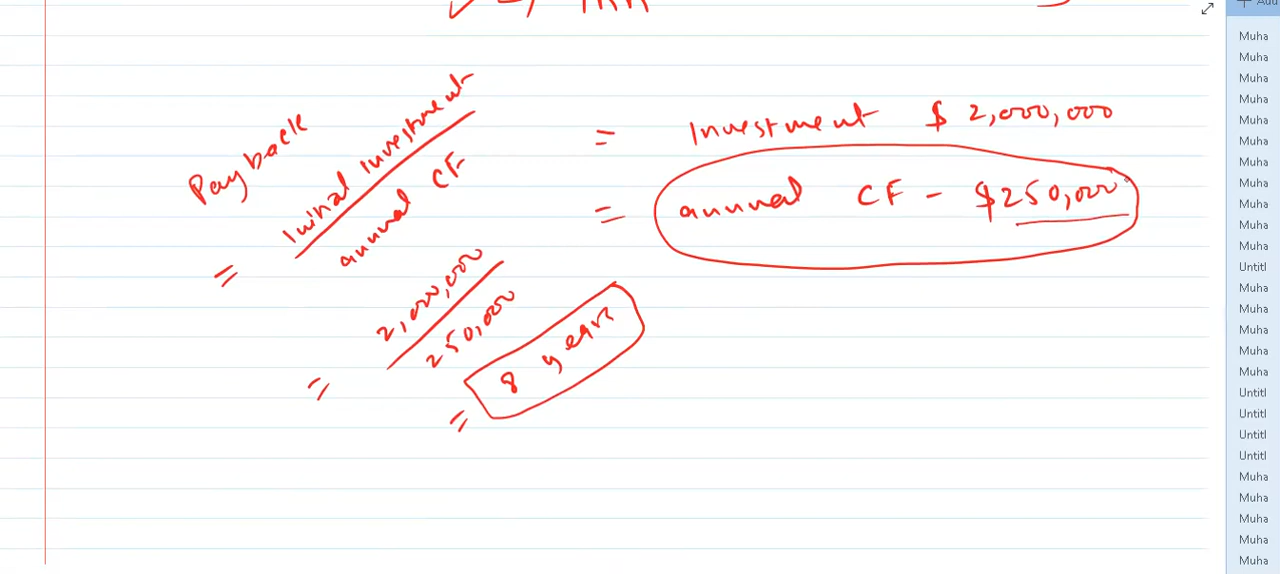 Add
Payback
= Initial Investment
annual CF
= 2,000,000
250,000
= 8 years
= Investment $ 2,000,000
= annual CF - $250,000
Muha
Muha
Muha
Muha
Muha
Muha
Muha
Muha
Muha
Muha
Muha
Untitl
Muha
Muha
Muha
Muha
Muha
Untitl
Untitl
Untitl
Untitl
Muha
Muha
Muha
Muha
Muha